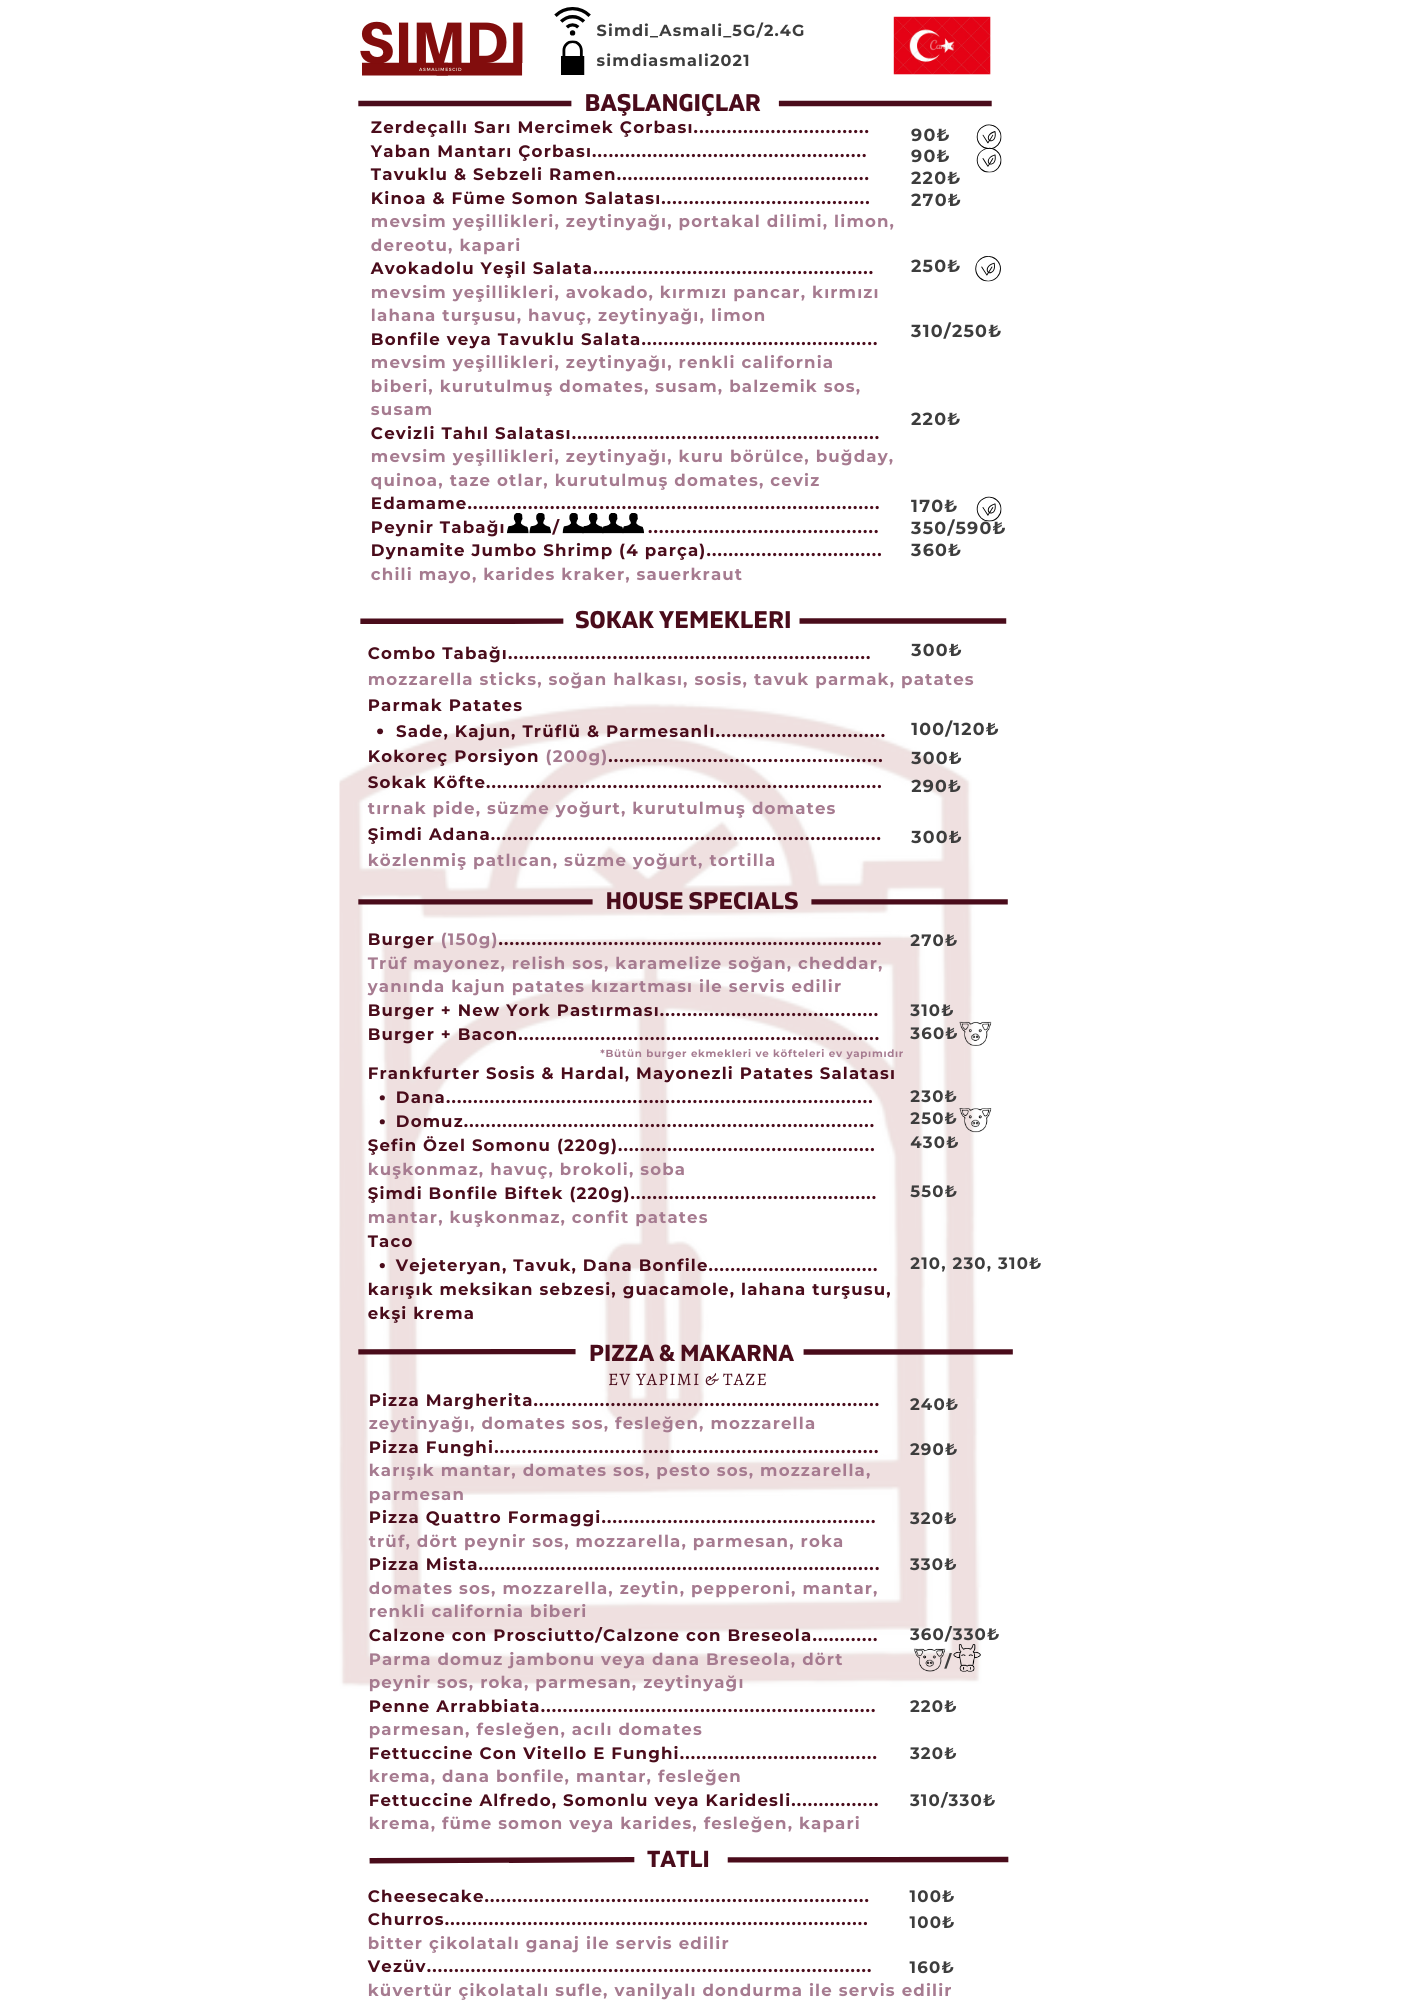 SIMDI
ASMALIMESCID
Simdi_Asmali_5G/2.4G
simdiasmali2021
BAŞLANGIÇLAR
Zerdeçallı Sarı Mercimek Çorbası................................ 90₺
Yaban Mantarı Çorbası.................................................. 90₺
Tavuklu & Sebzeli Ramen.............................................. 220₺
Kinoa & Füme Somon Salatası...................................... 270₺
mevsim yeşillikleri, zeytinyağı, portakal dilimi, limon,
dereotu, kapari
Avokadolu Yeşil Salata................................................... 250₺
mevsim yeşillikleri, avokado, kırmızı pancar, kırmızı
lahana turşusu, havuç, zeytinyağı, limon
Bonfile veya Tavuklu Salata........................................... 310/250₺
mevsim yeşillikleri, zeytinyağı, renkli california
biberi, kurutulmuş domates, susam, balzemik sos,
susam
Cevizli Tahıl Salatası........................................................ 220₺
mevsim yeşillikleri, zeytinyağı, kuru börülce, buğday,
quinoa, taze otlar, kurutulmuş domates, ceviz
Edamame........................................................................... 170₺
Peynir Tabağı / .......................................... 350/590₺
Dynamite Jumbo Shrimp (4 parça)................................ 360₺
chili mayo, karides kraker, sauerkraut
SOKAK YEMEKLERI
Combo Tabağı.................................................................. 300₺
mozzarella sticks, soğan halkası, sosis, tavuk parmak, patates
Parmak Patates
• Sade, Kajun, Trüflü & Parmesanlı............................... 100/120₺
Kokoreç Porsiyon (200g).................................................. 300₺
Sokak Köfte........................................................................ 290₺
tırnak pide, süzme yoğurt, kurutulmuş domates
Şimdi Adana....................................................................... 300₺
közlenmiş patlıcan, süzme yoğurt, tortilla
HOUSE SPECIALS
Burger (150g)...................................................................... 270₺
Trüf mayonez, relish sos, karamelize soğan, cheddar,
yanında kajun patates kızartması ile servis edilir
Burger + New York Pastırması........................................ 310₺
Burger + Bacon.................................................................. 360₺
*Bütün burger ekmekleri ve köfteleri ev yapımıdır
Frankfurter Sosis & Hardal, Mayonezli Patates Salatası
• Dana.............................................................................. 230₺
• Domuz........................................................................... 250₺
Şefin Özel Somonu (220g)............................................... 430₺
kuşkonmaz, havuç, brokoli, soba
Şimdi Bonfile Biftek (220g)............................................. 550₺
mantar, kuşkonmaz, confit patates
Taco
• Vejeteryan, Tavuk, Dana Bonfile............................... 210, 230, 310₺
karışık meksikan sebzesi, guacamole, lahana turşusu,
ekşi krema
PIZZA & MAKARNA
EV YAPIMI & TAZE
Pizza Margherita............................................................... 240₺
zeytinyağı, domates sos, fesleğen, mozzarella
Pizza Funghi...................................................................... 290₺
karışık mantar, domates sos, pesto sos, mozzarella,
parmesan
Pizza Quattro Formaggi.................................................. 320₺
trüf, dört peynir sos, mozzarella, parmesan, roka
Pizza Mista......................................................................... 330₺
domates sos, mozzarella, zeytin, pepperoni, mantar,
renkli california biberi
Calzone con Prosciutto/Calzone con Breseola............ 360/330₺
Parma domuz jambonu veya dana Breseola, dört /
peynir sos, roka, parmesan, zeytinyağı
Penne Arrabbiata............................................................. 220₺
parmesan, fesleğen, acılı domates
Fettuccine Con Vitello E Funghi.................................... 320₺
krema, dana bonfile, mantar, fesleğen
Fettuccine Alfredo, Somonlu veya Karidesli................ 310/330₺
krema, füme somon veya karides, fesleğen, kapari
TATLI
Cheesecake...................................................................... 100₺
Churros............................................................................. 100₺
bitter çikolatalı ganaj ile servis edilir
Vezüv................................................................................. 160₺
küvertür çikolatalı sufle, vanilyalı dondurma ile servis edilir